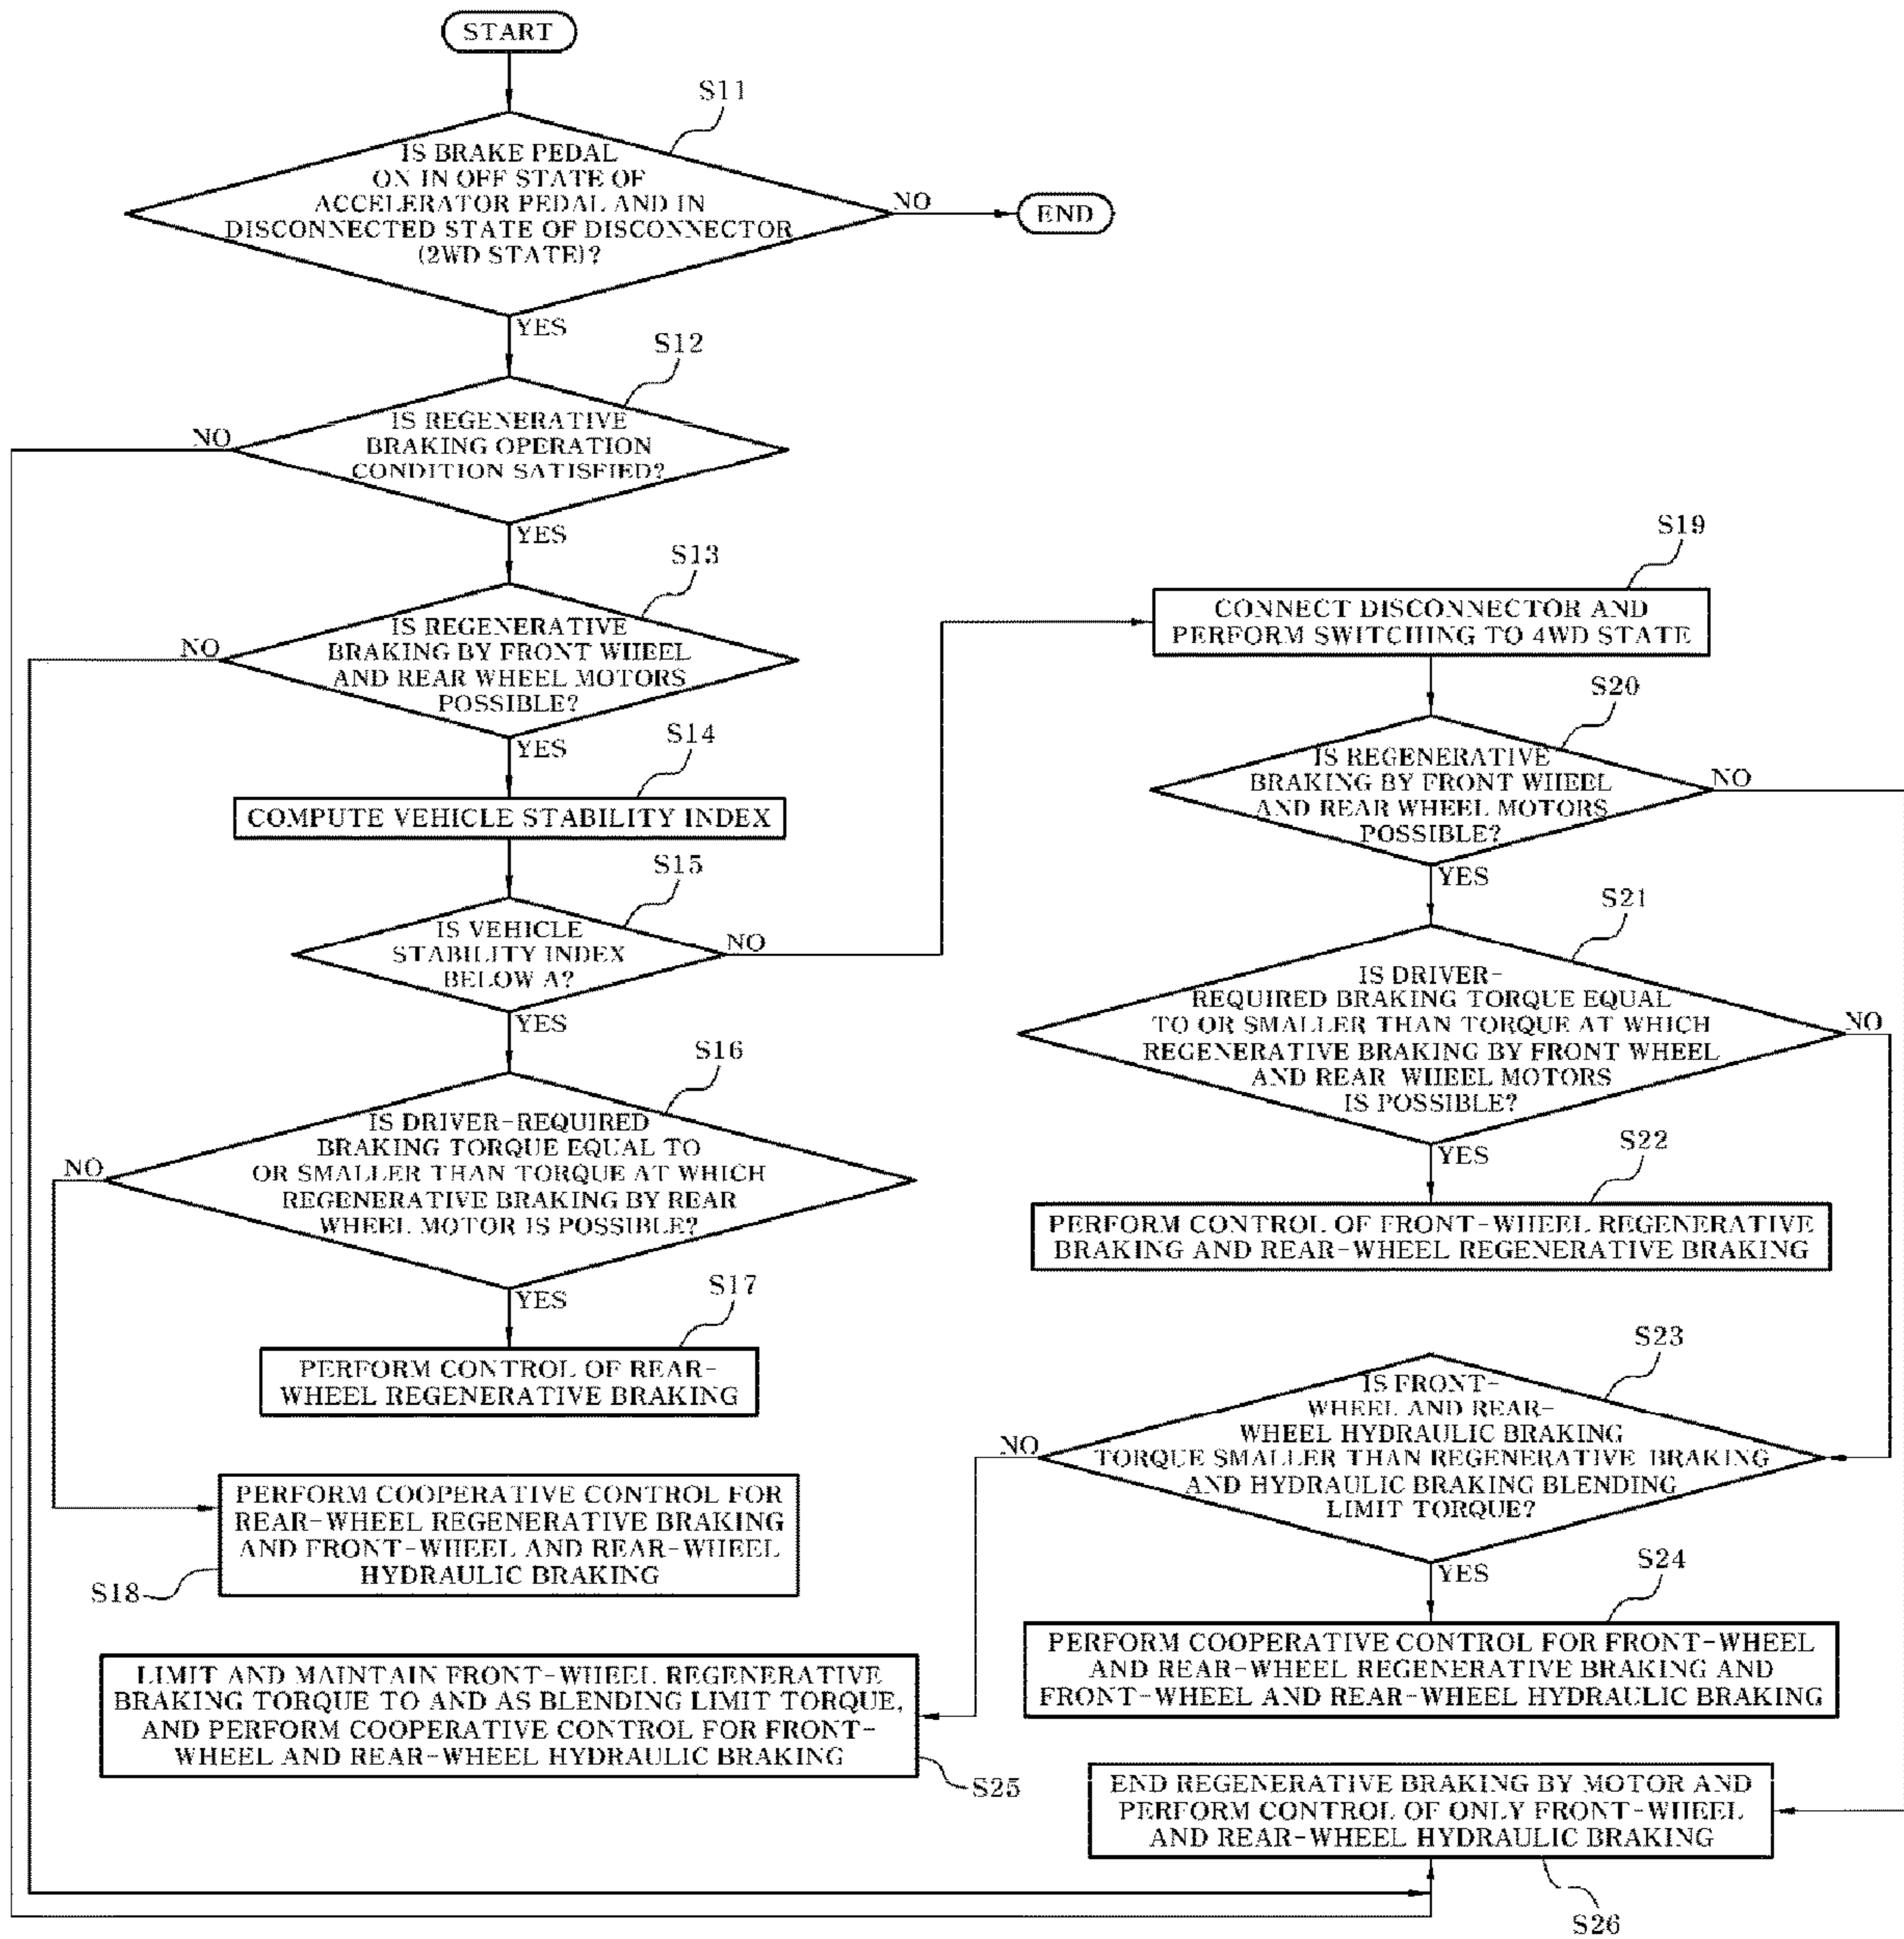 START
S11
IS BRAKE PEDAL
ON IN OFF STATE OF
ACCELERATOR PEDAL AND IN
DISCONNECTED STATE OF DISCONNECTOR
(2WD STATE)?
NO
END
YES
S12
IS REGENERATIVE
BRAKING OPERATION
CONDITION SATISFIED?
NO
YES
S13
IS REGENERATIVE
BRAKING BY FRONT WHEEL
AND REAR WHEEL MOTORS
POSSIBLE?
NO
YES
S14
COMPUTE VEHICLE STABILITY INDEX
S15
IS VEHICLE
STABILITY INDEX
BELOW A?
NO
YES
S16
IS DRIVER-REQUIRED
BRAKING TORQUE EQUAL TO
OR SMALLER THAN TORQUE AT WHICH
REGENERATIVE BRAKING BY REAR
WHEEL MOTOR IS POSSIBLE?
NO
YES
S17
PERFORM CONTROL OF REAR-
WHEEL REGENERATIVE BRAKING
PERFORM COOPERATIVE CONTROL FOR
REAR-WHEEL REGENERATIVE BRAKING
AND FRONT-WHEEL AND REAR-WHEEL
HYDRAULIC BRAKING
S18
S19
CONNECT DISCONNECTOR AND
PERFORM SWITCHING TO 4WD STATE
S20
IS REGENERATIVE
BRAKING BY FRONT WHEEL
AND REAR WHEEL MOTORS
POSSIBLE?
NO
YES
S21
IS DRIVER-
REQUIRED BRAKING TORQUE EQUAL
TO OR SMALLER THAN TORQUE AT WHICH
REGENERATIVE BRAKING BY FRONT WHEEL
AND REAR WHEEL MOTORS
IS POSSIBLE?
NO
YES
S22
PERFORM CONTROL OF FRONT-WHEEL REGENERATIVE
BRAKING AND REAR-WHEEL REGENERATIVE BRAKING
S23
IS FRONT-
WHEEL AND REAR-
WHEEL HYDRAULIC BRAKING
TORQUE SMALLER THAN REGENERATIVE BRAKING
AND HYDRAULIC BRAKING BLENDING
LIMIT TORQUE?
NO
YES
S24
PERFORM COOPERATIVE CONTROL FOR FRONT-WHEEL
AND REAR-WHEEL REGENERATIVE BRAKING AND
FRONT-WHEEL AND REAR-WHEEL HYDRAULIC BRAKING
LIMIT AND MAINTAIN FRONT-WHEEL REGENERATIVE
BRAKING TORQUE TO AND AS BLENDING LIMIT TORQUE,
AND PERFORM COOPERATIVE CONTROL FOR FRONT-
WHEEL AND REAR-WHEEL HYDRAULIC BRAKING
S25
END REGENERATIVE BRAKING BY MOTOR AND
PERFORM CONTROL OF ONLY FRONT-WHEEL
AND REAR-WHEEL HYDRAULIC BRAKING
S26